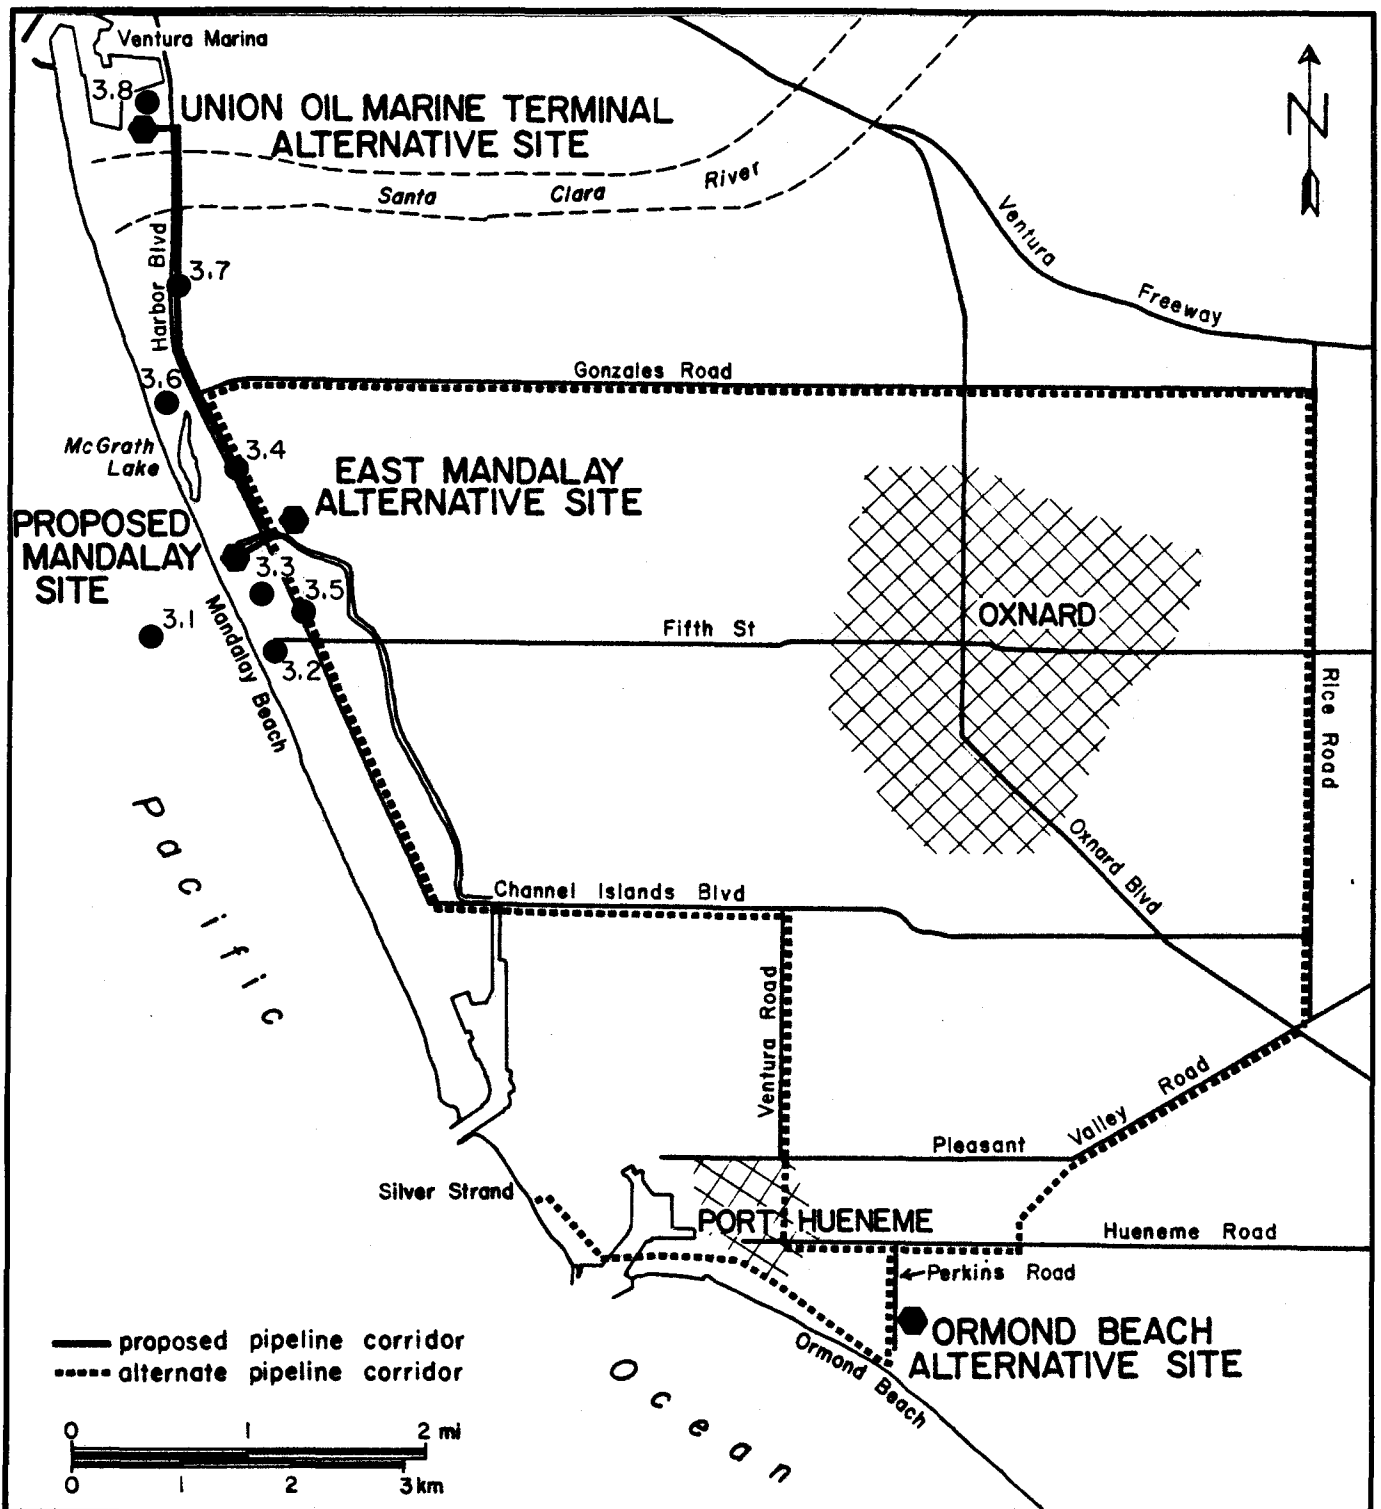 Ventura Marina
3.8
UNION OIL MARINE TERMINAL
ALTERNATIVE SITE
N
Santa Clara River
Harbor Blvd
3.7
Ventura Freeway
3.6
Gonzales Road
McGrath
Lake
3.4
EAST MANDALAY
ALTERNATIVE SITE
PROPOSED
MANDALAY
SITE
3.3
3.5
3.1
3.2
Mandalay Beach
Fifth St
OXNARD
Rice Road
Pacific
Oxnard Blvd
Channel Islands Blvd
Ventura Road
Pleasant Valley Road
Silver Strand
PORT HUENEME
Hueneme Road
Perkins Road
ORMOND BEACH
ALTERNATIVE SITE
Ormond Beach
Ocean
proposed pipeline corridor
alternate pipeline corridor
0 1 2 mi
0 1 2 3 km